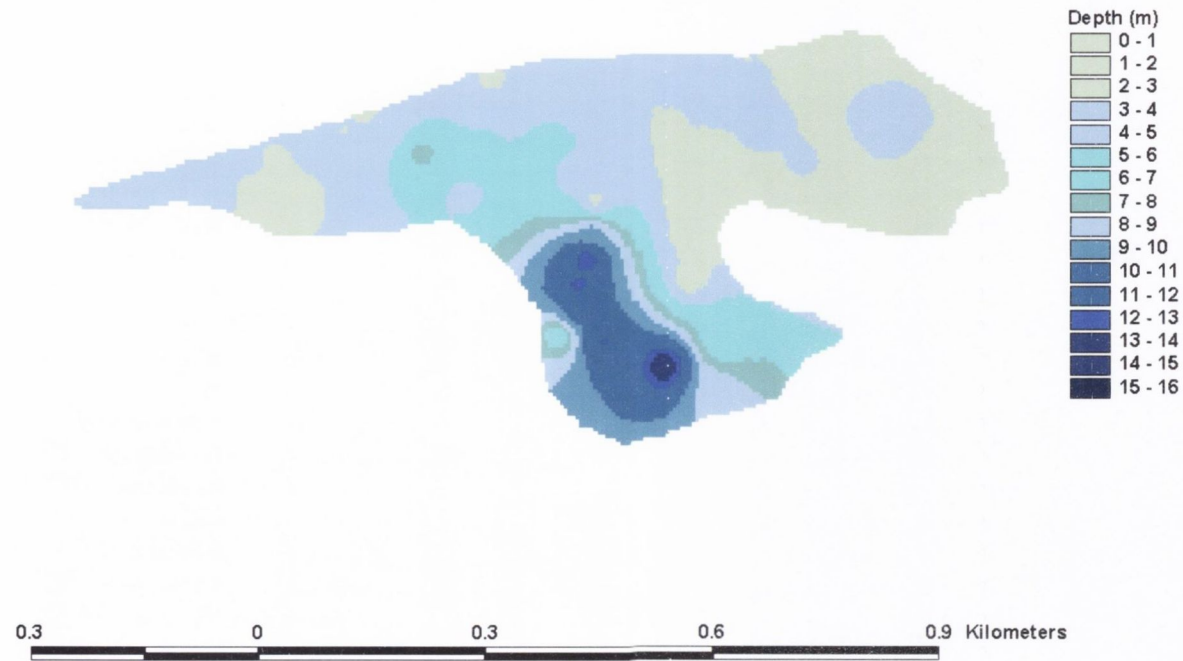 Depth (m)
0 - 1
1 - 2
2 - 3
3 - 4
4 - 5
5 - 6
6 - 7
7 - 8
8 - 9
9 - 10
10 - 11
11 - 12
12 - 13
13 - 14
14 - 15
15 - 16
0.3 0 0.3 0.6 0.9 Kilometers